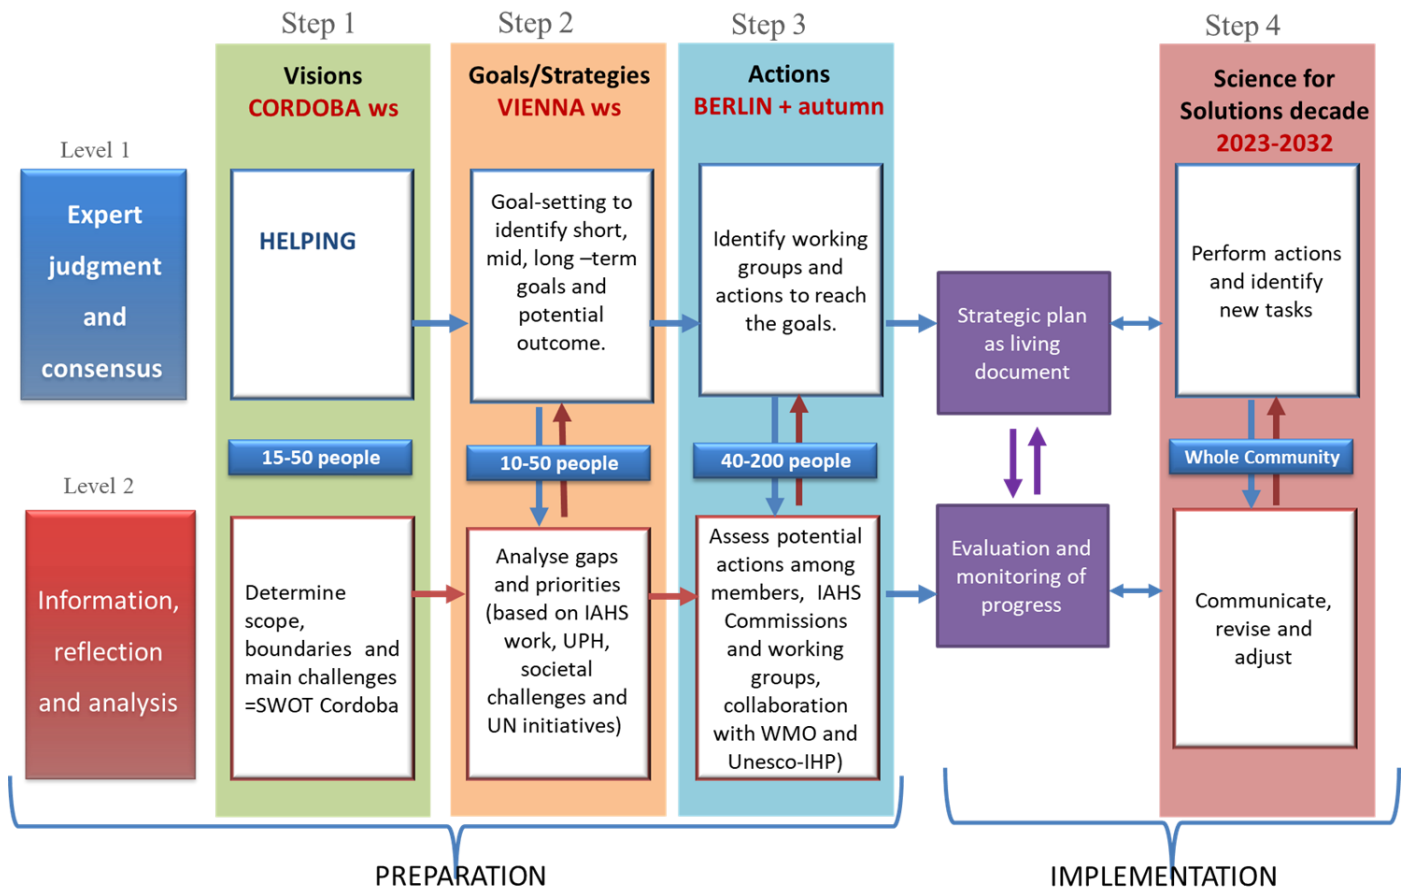 Step 1
Step 2
Step 3
Step 4
Visions
CORDOBA ws
Goals/Strategies
VIENNA ws
Actions
BERLIN + autumn
Science for
Solutions decade
2023-2032
Level 1
Expert
judgment
and
consensus
HELPING
Goal-setting to
identify short,
mid, long –term
goals and
potential
outcome.
Identify working
groups and
actions to reach
the goals.
Strategic plan
as living
document
Perform actions
and identify
new tasks
15-50 people
10-50 people
40-200 people
Whole Community
Level 2
Information,
reflection
and analysis
Determine
scope,
boundaries and
main challenges
=SWOT Cordoba
Analyse gaps
and priorities
(based on IAHS
work, UPH,
societal
challenges and
UN initiatives)
Assess potential
actions among
members, IAHS
Commissions
and working
groups,
collaboration
with WMO and
Unesco-IHP)
Evaluation and
monitoring of
progress
Communicate,
revise and
adjust
PREPARATION
IMPLEMENTATION